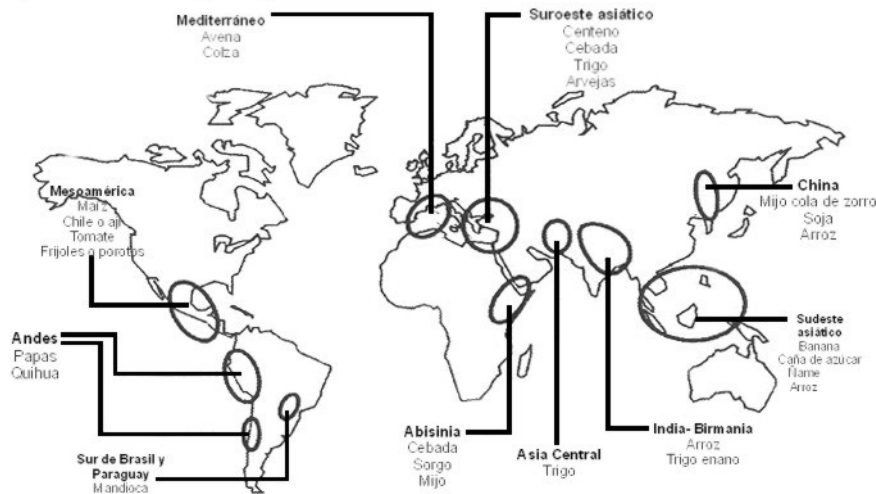 Mediterráneo
Avena
Colza
Suroeste asiático
Centeno
Cebada
Trigo
Arvejas
Mesoamérica
Maíz
Chile o ají
Tomate
Frijoles o porotos
China
Mijo cola de zorro
Soja
Arroz
Andes
Papas
Quihua
Sudeste
asiático
Banana
Caña de azúcar
Ñame
Arroz
Sur de Brasil y
Paraguay
Mandioca
Abisinia
Cebada
Sorgo
Mijo
Asia Central
Trigo
India- Birmania
Arroz
Trigo enano